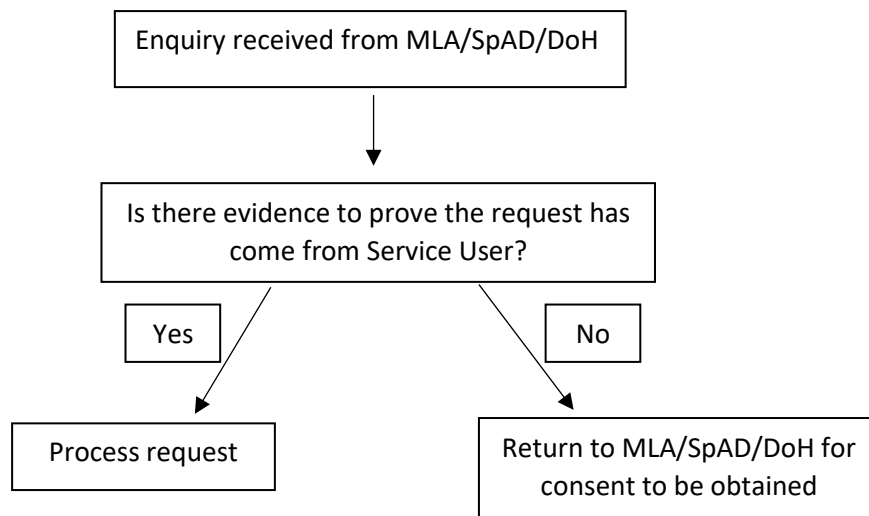 Enquiry received from MLA/SpAD/DoH
Is there evidence to prove the request has
come from Service User?
Yes
No
Process request
Return to MLA/SpAD/DoH for
consent to be obtained